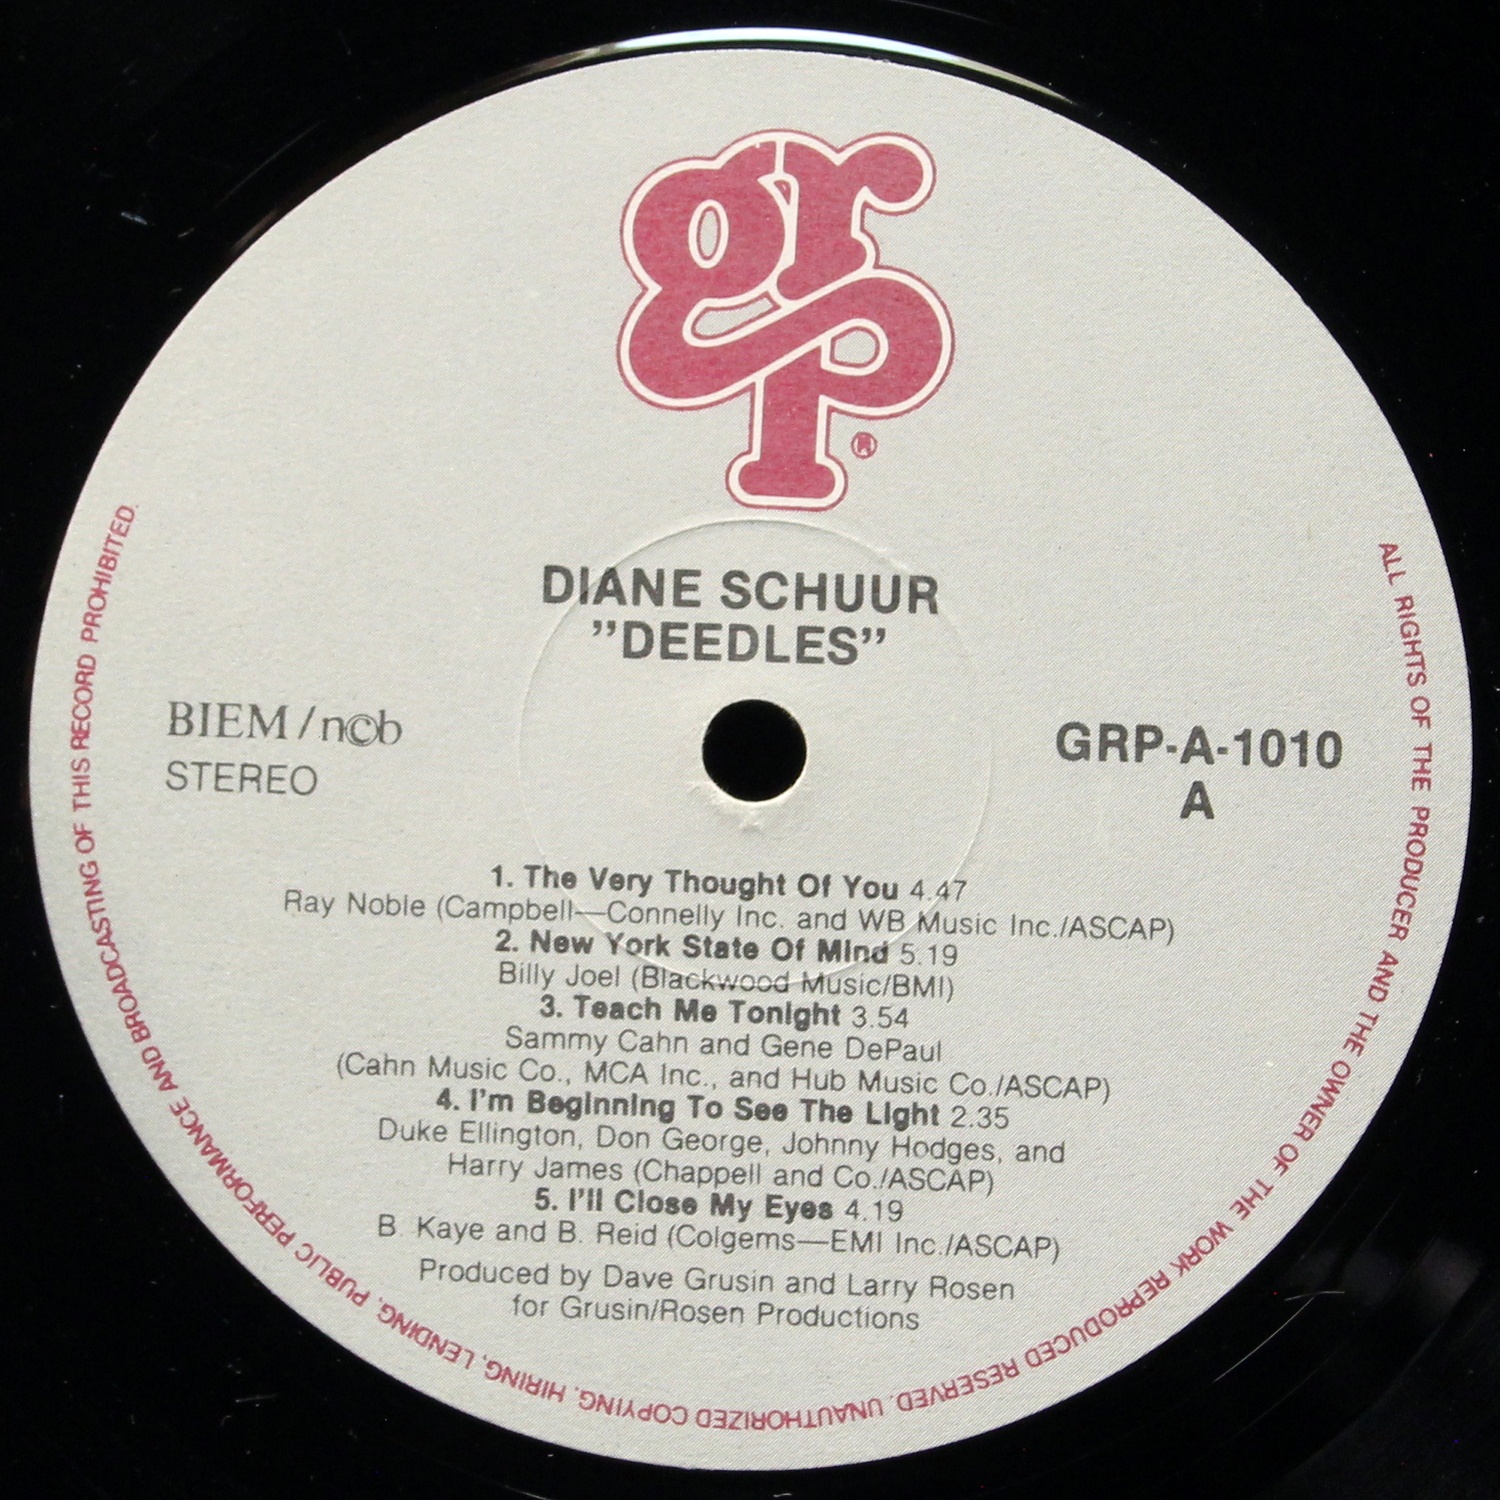 grp
®
DIANE SCHUUR
”DEEDLES”
BIEM/n©b
STEREO
GRP-A-1010
A
1. The Very Thought Of You 4.47
Ray Noble (Campbell—Connelly Inc. and WB Music Inc./ASCAP)
2. New York State Of Mind 5.19
Billy Joel (Blackwood Music/BMI)
3. Teach Me Tonight 3.54
Sammy Cahn and Gene DePaul
(Cahn Music Co., MCA Inc., and Hub Music Co./ASCAP)
4. I'm Beginning To See The Light 2.35
Duke Ellington, Don George, Johnny Hodges, and
Harry James (Chappell and Co./ASCAP)
5. I'll Close My Eyes 4.19
B. Kaye and B. Reid (Colgems—EMI Inc./ASCAP)
Produced by Dave Grusin and Larry Rosen
for Grusin/Rosen Productions
ALL RIGHTS OF THE PRODUCER AND THE OWNER OF THE WORK REPRODUCED RESERVED. UNAUTHORIZED COPYING, HIRING, LENDING, PUBLIC PERFORMANCE AND BROADCASTING OF THIS RECORD PROHIBITED.